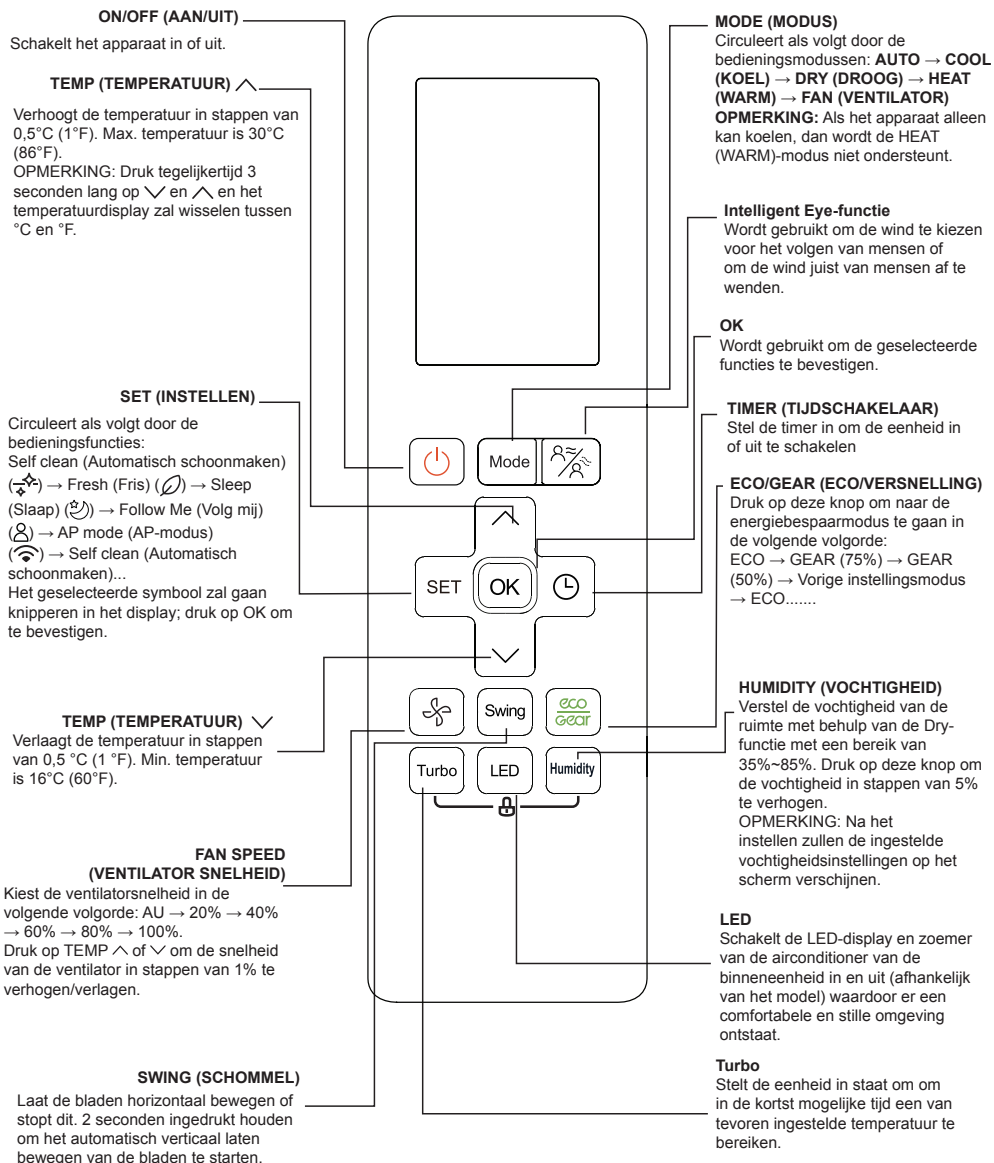 ON/OFF (AAN/UIT)
Schakelt het apparaat in of uit.
TEMP (TEMPERATUUR)
Verhoogt de temperatuur in stappen van
0,5°C (1°F). Max. temperatuur is 30°C
(86°F).
OPMERKING: Druk tegelijkertijd 3
seconden lang op en en het
temperatuurdisplay zal wisselen tussen
°C en °F.
SET (INSTELLEN)
Circuleert als volgt door de
bedieningsfuncties:
Self clean (Automatisch schoonmaken)
( ) → Fresh (Fris) ( ) → Sleep
(Slaap) ( ) → Follow Me (Volg mij)
( ) → AP mode (AP-modus)
( ) → Self clean (Automatisch
schoonmaken)...
Het geselecteerde symbool zal gaan
knipperen in het display; druk op OK om
te bevestigen.
TEMP (TEMPERATUUR)
Verlaagt de temperatuur in stappen
van 0,5 °C (1 °F). Min. temperatuur
is 16°C (60°F).
FAN SPEED
(VENTILATOR SNELHEID)
Kiest de ventilatorsnelheid in de
volgende volgorde: AU → 20% → 40%
→ 60% → 80% → 100%.
Druk op TEMP of om de snelheid
van de ventilator in stappen van 1% te
verhogen/verlagen.
SWING (SCHOMMEL)
Laat de bladen horizontaal bewegen of
stopt dit. 2 seconden ingedrukt houden
om het automatisch verticaal laten
bewegen van de bladen te starten.
Mode
SET
OK
Swing
eco
Gear
Turbo
LED
Humidity
MODE (MODUS)
Circuleert als volgt door de
bedieningsmodussen: AUTO → COOL
(KOEL) → DRY (DROOG) → HEAT
(WARM) → FAN (VENTILATOR)
OPMERKING: Als het apparaat alleen
kan koelen, dan wordt de HEAT
(WARM)-modus niet ondersteunt.
Intelligent Eye-functie
Wordt gebruikt om de wind te kiezen
voor het volgen van mensen of
om de wind juist van mensen af te
wenden.
OK
Wordt gebruikt om de geselecteerde
functies te bevestigen.
TIMER (TIJDSCHAKELAAR)
Stel de timer in om de eenheid in
of uit te schakelen
ECO/GEAR (ECO/VERSNELLING)
Druk op deze knop om naar de
energiebespaarmodus te gaan in
de volgende volgorde:
ECO → GEAR (75%) → GEAR
(50%) → Vorige instellingsmodus
→ ECO.......
HUMIDITY (VOCHTIGHEID)
Verstel de vochtigheid van de
ruimte met behulp van de Dry-
functie met een bereik van
35%~85%. Druk op deze knop om
de vochtigheid in stappen van 5%
te verhogen.
OPMERKING: Na het
instellen zullen de ingestelde
vochtigheidsinstellingen op het
scherm verschijnen.
LED
Schakelt de LED-display en zoemer
van de airconditioner van de
binneneenheid in en uit (afhankelijk
van het model) waardoor er een
comfortabele en stille omgeving
ontstaat.
Turbo
Stelt de eenheid in staat om om
in de kortst mogelijke tijd een van
tevoren ingestelde temperatuur te
bereiken.